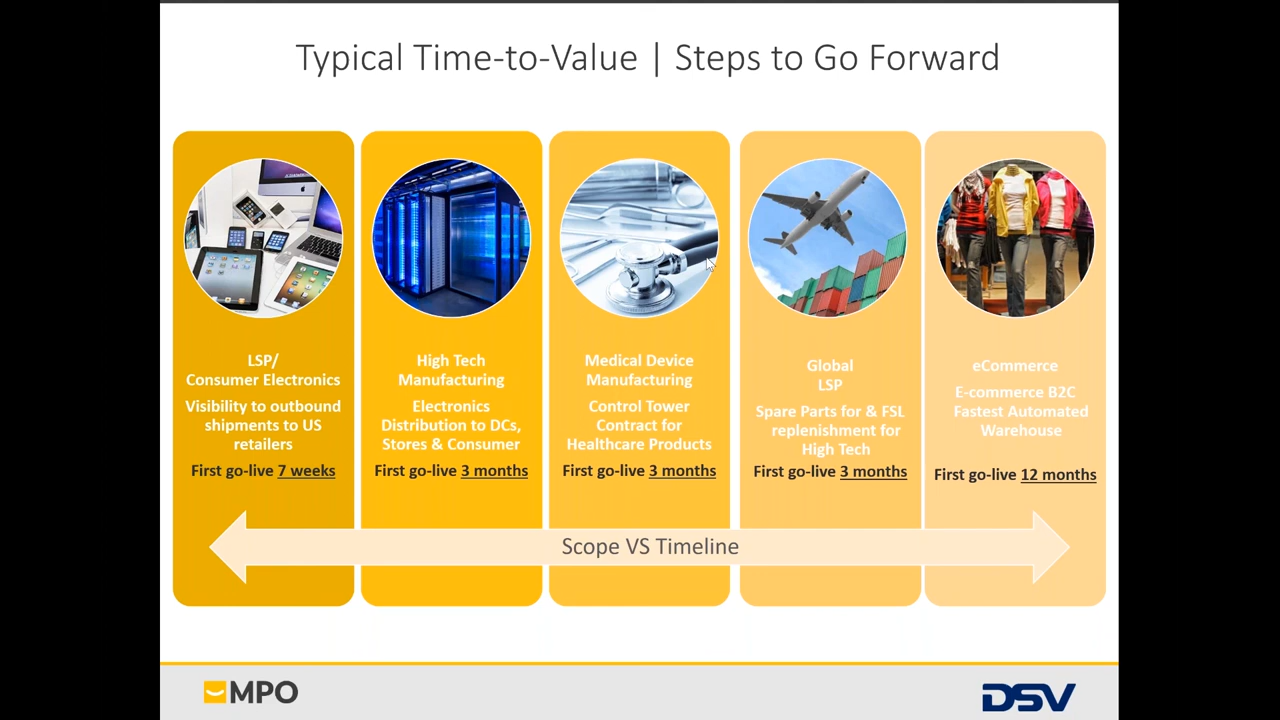 Typical Time-to-Value | Steps to Go Forward
LSP/
Consumer Electronics
Visibility to outbound
shipments to US
retailers
First go-live 7 weeks
High Tech
Manufacturing
Electronics
Distribution to DCs,
Stores & Consumer
First go-live 3 months
Medical Device
Manufacturing
Control Tower
Contract for
Healthcare Products
First go-live 3 months
Global
LSP
Spare Parts for & FSL
replenishment for
High Tech
First go-live 3 months
eCommerce
E-commerce B2C
Fastest Automated
Warehouse
First go-live 12 months
Scope VS Timeline
MPO
DSV